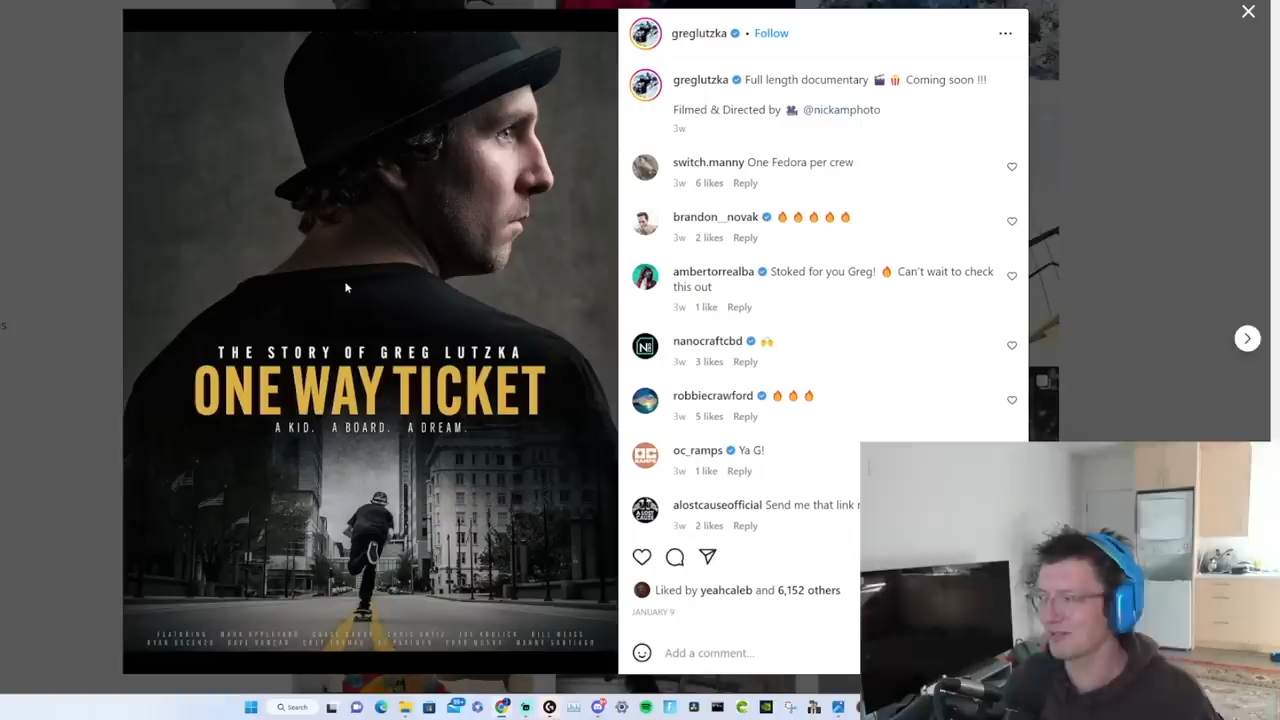 greglutzka • Follow
greglutzka Full length documentary 🎬 🍿 Coming soon !!!
Filmed & Directed by 🎥 @nickamphoto
3w
switch.manny One Fedora per crew
3w 6 likes Reply
brandon__novak 🔥 🔥 🔥 🔥 🔥
3w 2 likes Reply
ambertorrealba Stoked for you Greg! 🔥 Can't wait to check
this out
3w 1 like Reply
nanocraftcbd 🙌
3w 3 likes Reply
robbiecrawford 🔥 🔥 🔥
3w 5 likes Reply
oc_ramps Ya G!
3w 1 like Reply
alostcauseofficial Send me that link
3w 2 likes Reply
Liked by yeahcaleb and 6,152 others
JANUARY 9
Add a comment...
THE STORY OF GREG LUTZKA
ONE WAY TICKET
A KID. A BOARD. A DREAM.
Search